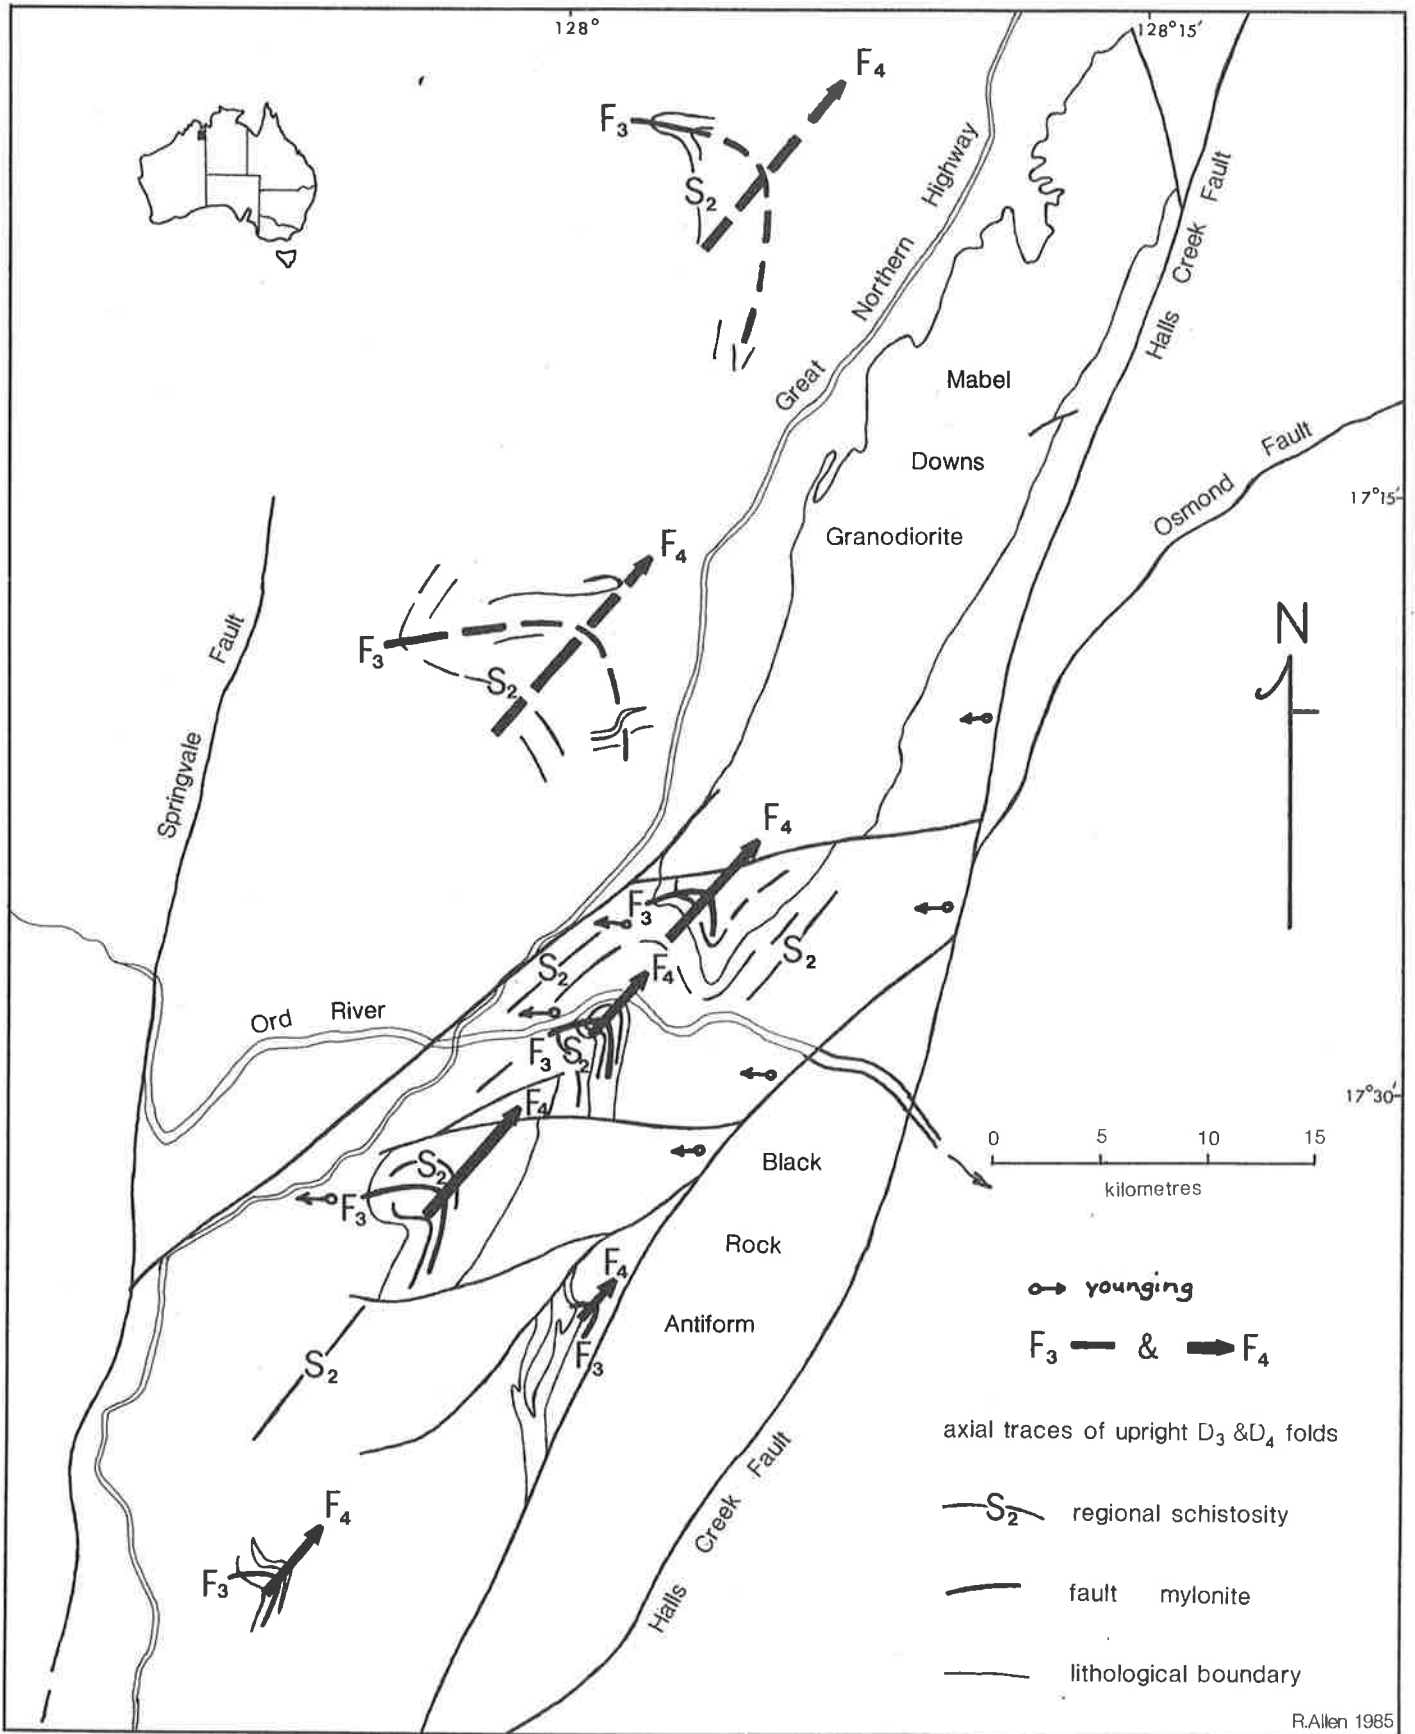 128°
128°15′
F₄
F₃
S₂
Great Northern Highway
Halls Creek Fault
Mabel
Downs
Granodiorite
Osmond Fault
17°15′
F₄
F₃
S₂
Springvale Fault
N
F₄
F₃
S₂
S₂
F₄
Ord River
F₃
S₂
F₄
17°30′
S₂
F₃
0 5 10 15
kilometres
Black
Rock
Antiform
F₄
F₃
S₂
F₄
F₃
Halls Creek Fault
younging
F₃ & F₄
axial traces of upright D₃ & D₄ folds
S₂ regional schistosity
fault mylonite
lithological boundary
R.Allen 1985